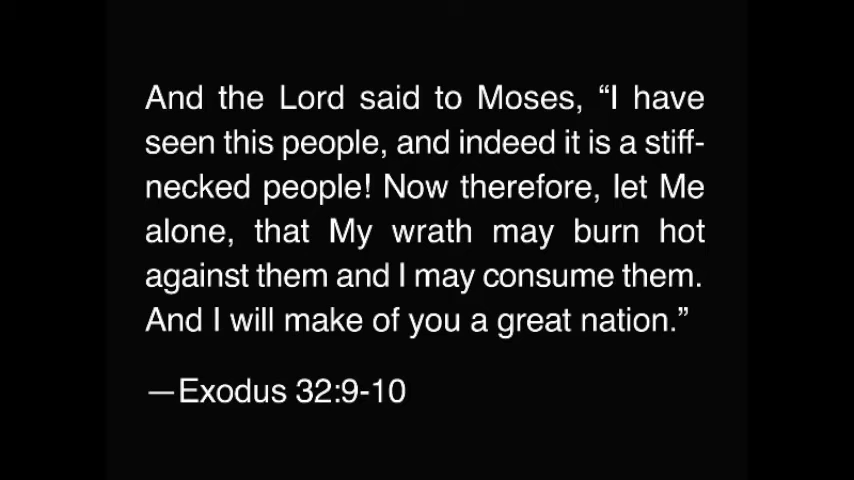 And the Lord said to Moses, “I have
seen this people, and indeed it is a stiff-
necked people! Now therefore, let Me
alone, that My wrath may burn hot
against them and I may consume them.
And I will make of you a great nation.”
—Exodus 32:9-10